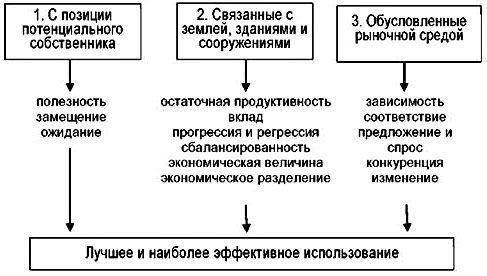 1. С позиции
потенциального
собственника
2. Связанные с
землей, зданиями и
сооружениями
3. Обусловленные
рыночной средой
полезность
замещение
ожидание
остаточная продуктивность
вклад
прогрессия и регрессия
сбалансированность
экономическая величина
экономическое разделение
зависимость
соответствие
предложение и
спрос
конкуренция
изменение
Лучшее и наиболее эффективное использование